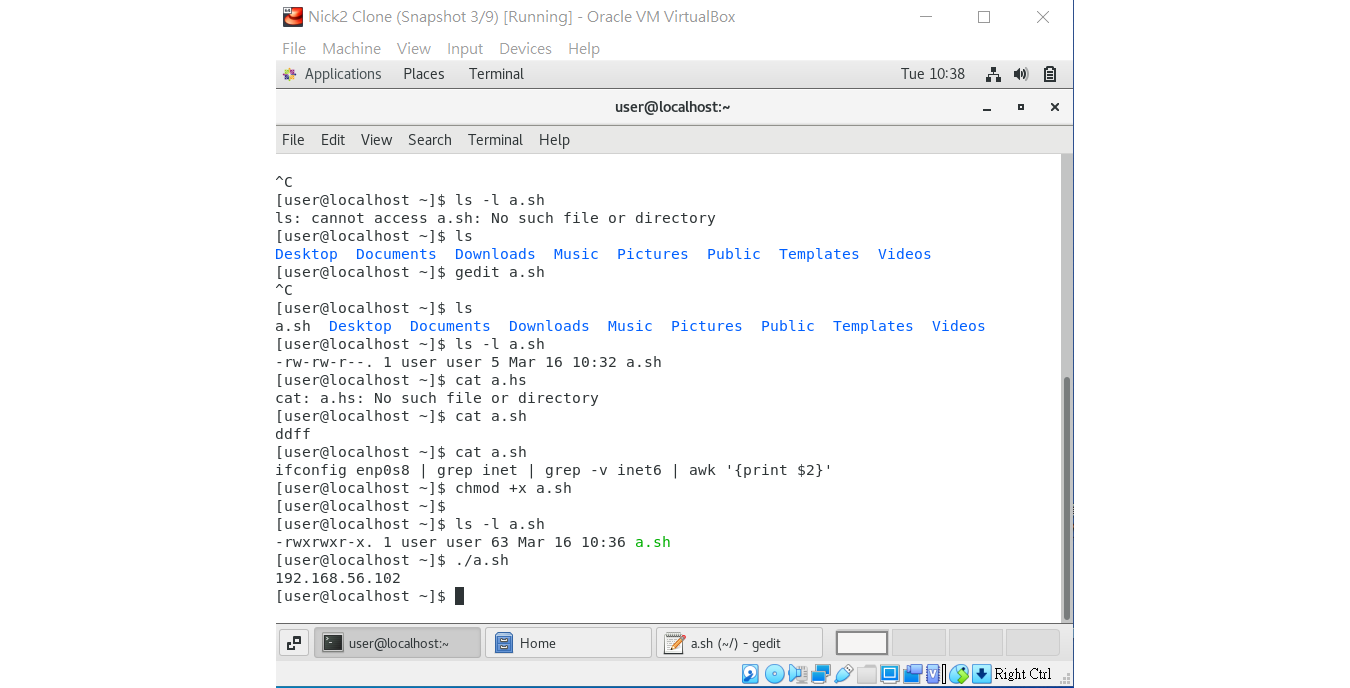 Nick2 Clone (Snapshot 3/9) [Running] - Oracle VM VirtualBox
File Machine View Input Devices Help
Applications Places Terminal Tue 10:38
user@localhost:~
File Edit View Search Terminal Help
^C
[user@localhost ~]$ ls -l a.sh
ls: cannot access a.sh: No such file or directory
[user@localhost ~]$ ls
Desktop Documents Downloads Music Pictures Public Templates Videos
[user@localhost ~]$ gedit a.sh
^C
[user@localhost ~]$ ls
a.sh Desktop Documents Downloads Music Pictures Public Templates Videos
[user@localhost ~]$ ls -l a.sh
-rw-rw-r--. 1 user user 5 Mar 16 10:32 a.sh
[user@localhost ~]$ cat a.hs
cat: a.hs: No such file or directory
[user@localhost ~]$ cat a.sh
ddff
[user@localhost ~]$ cat a.sh
ifconfig enp0s8 | grep inet | grep -v inet6 | awk '{print $2}'
[user@localhost ~]$ chmod +x a.sh
[user@localhost ~]$
[user@localhost ~]$ ls -l a.sh
-rwxrwxr-x. 1 user user 63 Mar 16 10:36 a.sh
[user@localhost ~]$ ./a.sh
192.168.56.102
[user@localhost ~]$
user@localhost:~ Home a.sh (~/) - gedit
Right Ctrl